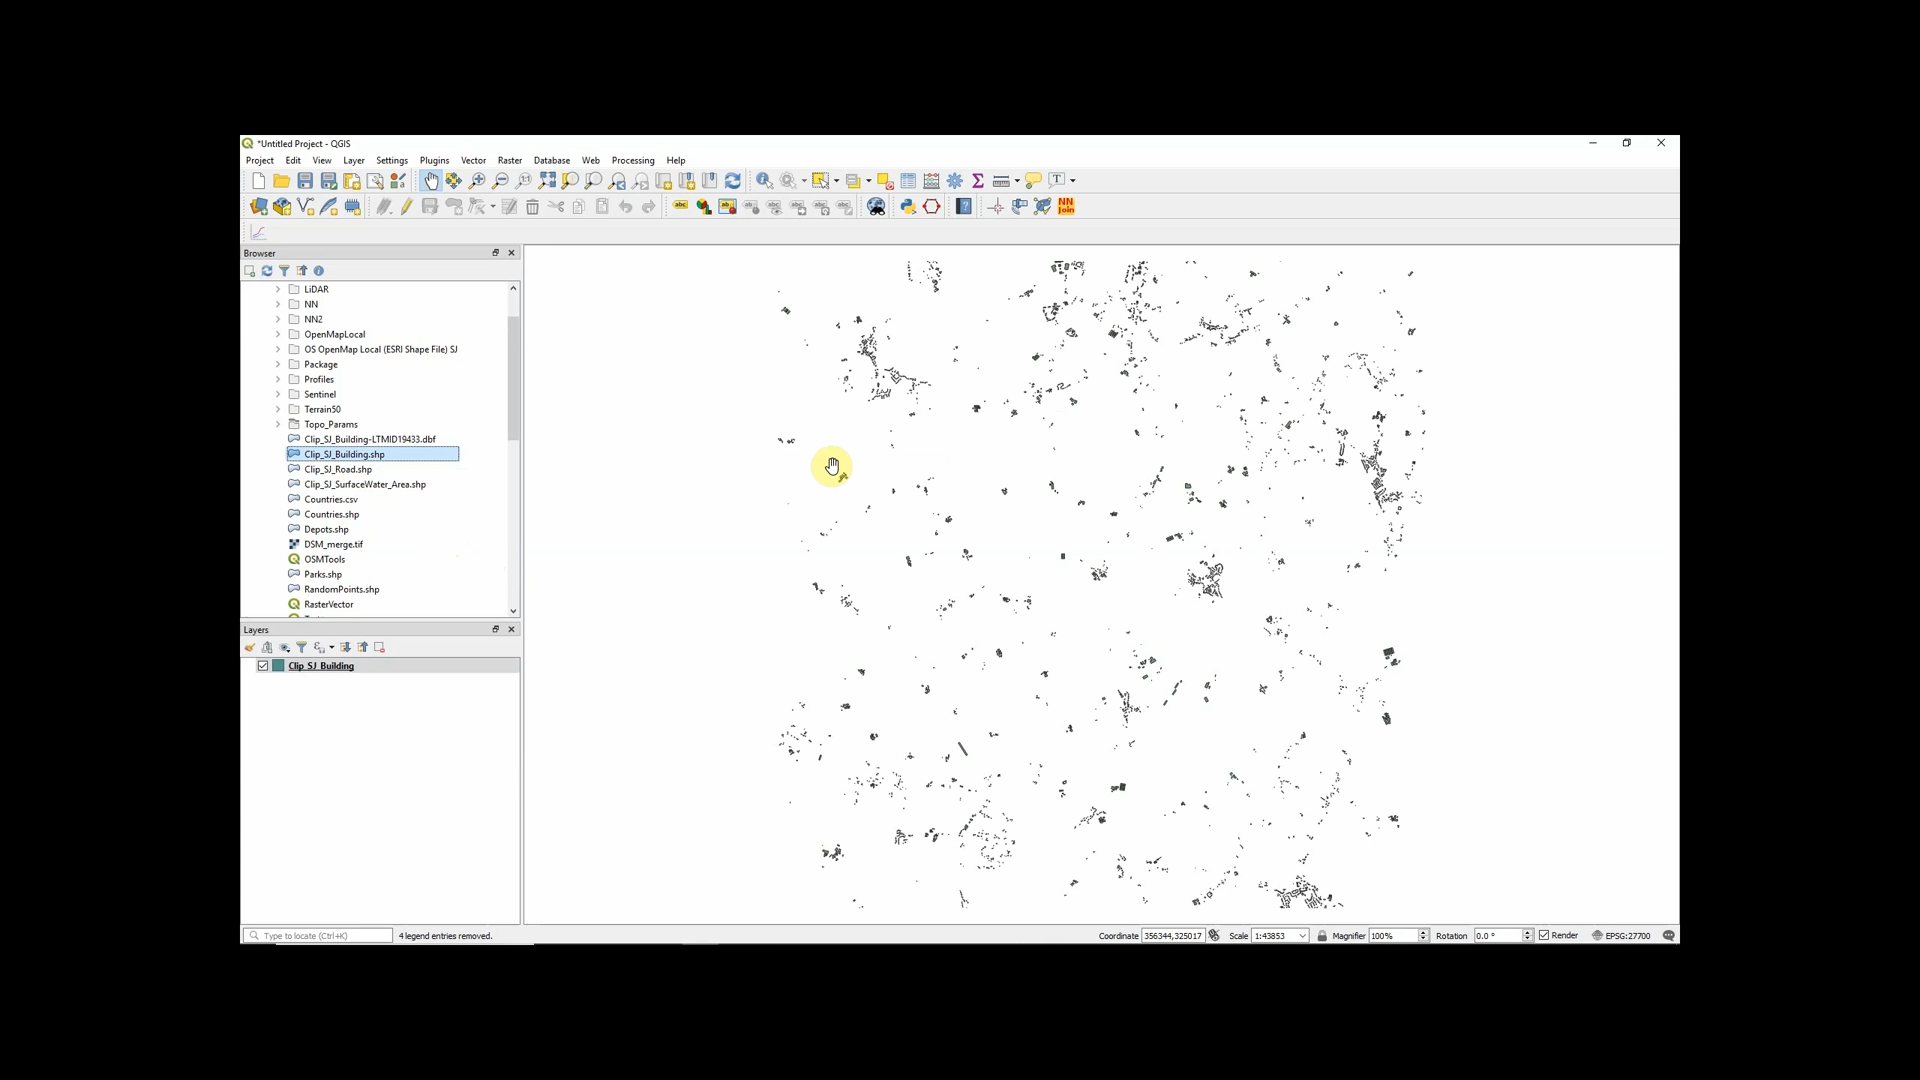 *Untitled Project - QGIS
Project Edit View Layer Settings Plugins Vector Raster Database Web Processing Help
NN
Join
Browser
LiDAR
NN
NN2
OpenMapLocal
OS OpenMap Local (ESRI Shape File) SJ
Package
Profiles
Sentinel
Terrain50
Topo_Params
Clip_SJ_Building-LTMID19433.dbf
Clip_SJ_Building.shp
Clip_SJ_Road.shp
Clip_SJ_SurfaceWater_Area.shp
Countries.csv
Countries.shp
Depots.shp
DSM_merge.tif
OSMTools
Parks.shp
RandomPoints.shp
RasterVector
Layers
Clip_SJ_Building
Type to locate (Ctrl+K) 4 legend entries removed. Coordinate 356344,325017 Scale 1:43853 Magnifier 100% Rotation 0.0 ° Render EPSG:27700